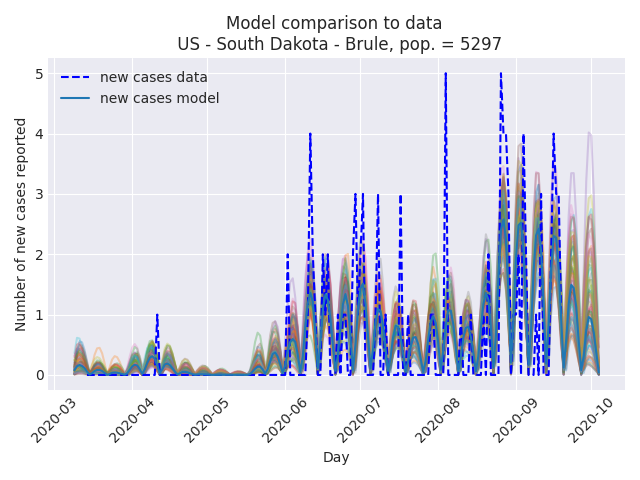 Model comparison to data
US - South Dakota - Brule, pop. = 5297
new cases data
new cases model
Number of new cases reported
5
4
3
2
1
0
2020-03
2020-04
2020-05
2020-06
2020-07
2020-08
2020-09
2020-10
Day